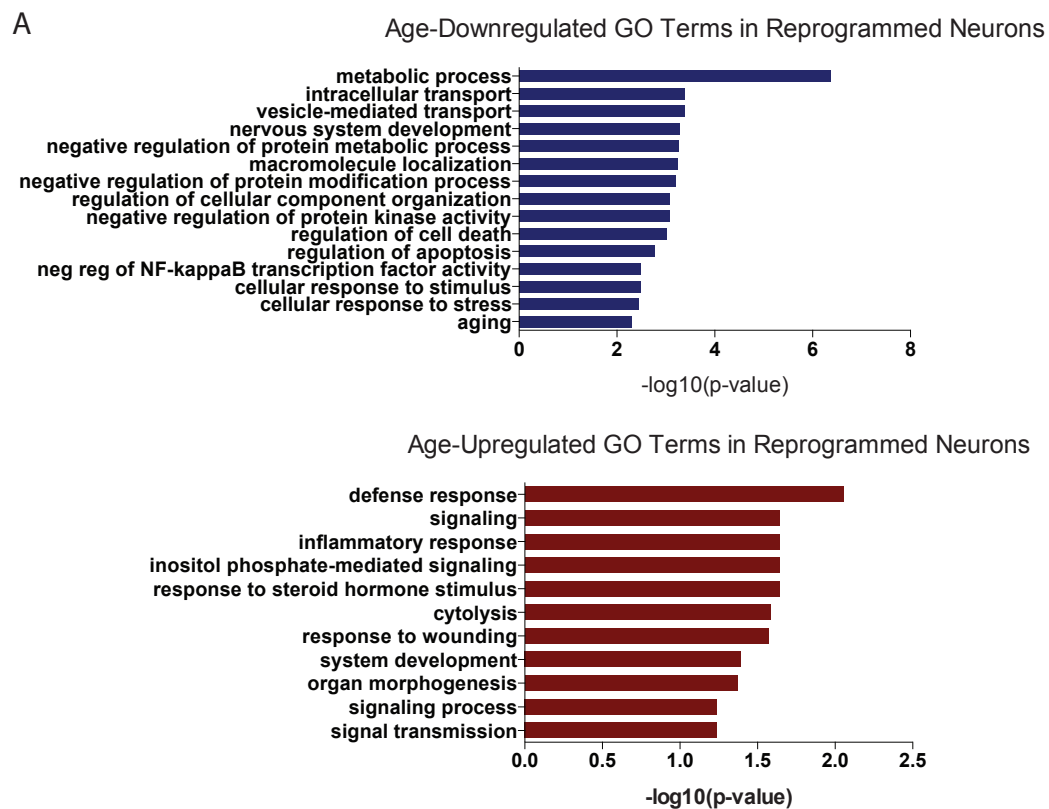 A
Age-Downregulated GO Terms in Reprogrammed Neurons
metabolic process
intracellular transport
vesicle-mediated transport
nervous system development
negative regulation of protein metabolic process
macromolecule localization
negative regulation of protein modification process
regulation of cellular component organization
negative regulation of protein kinase activity
regulation of cell death
regulation of apoptosis
neg reg of NF-kappaB transcription factor activity
cellular response to stimulus
cellular response to stress
aging
0 2 4 6 8
-log10(p-value)
Age-Upregulated GO Terms in Reprogrammed Neurons
defense response
signaling
inflammatory response
inositol phosphate-mediated signaling
response to steroid hormone stimulus
cytolysis
response to wounding
system development
organ morphogenesis
signaling process
signal transmission
0.0 0.5 1.0 1.5 2.0 2.5
-log10(p-value)